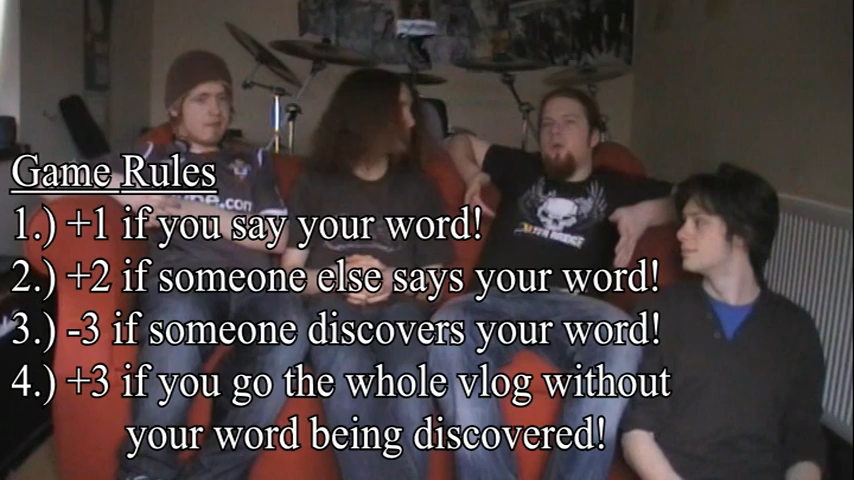 Game Rules
1.) +1 if you say your word!
2.) +2 if someone else says your word!
3.) -3 if someone discovers your word!
4.) +3 if you go the whole vlog without
your word being discovered!